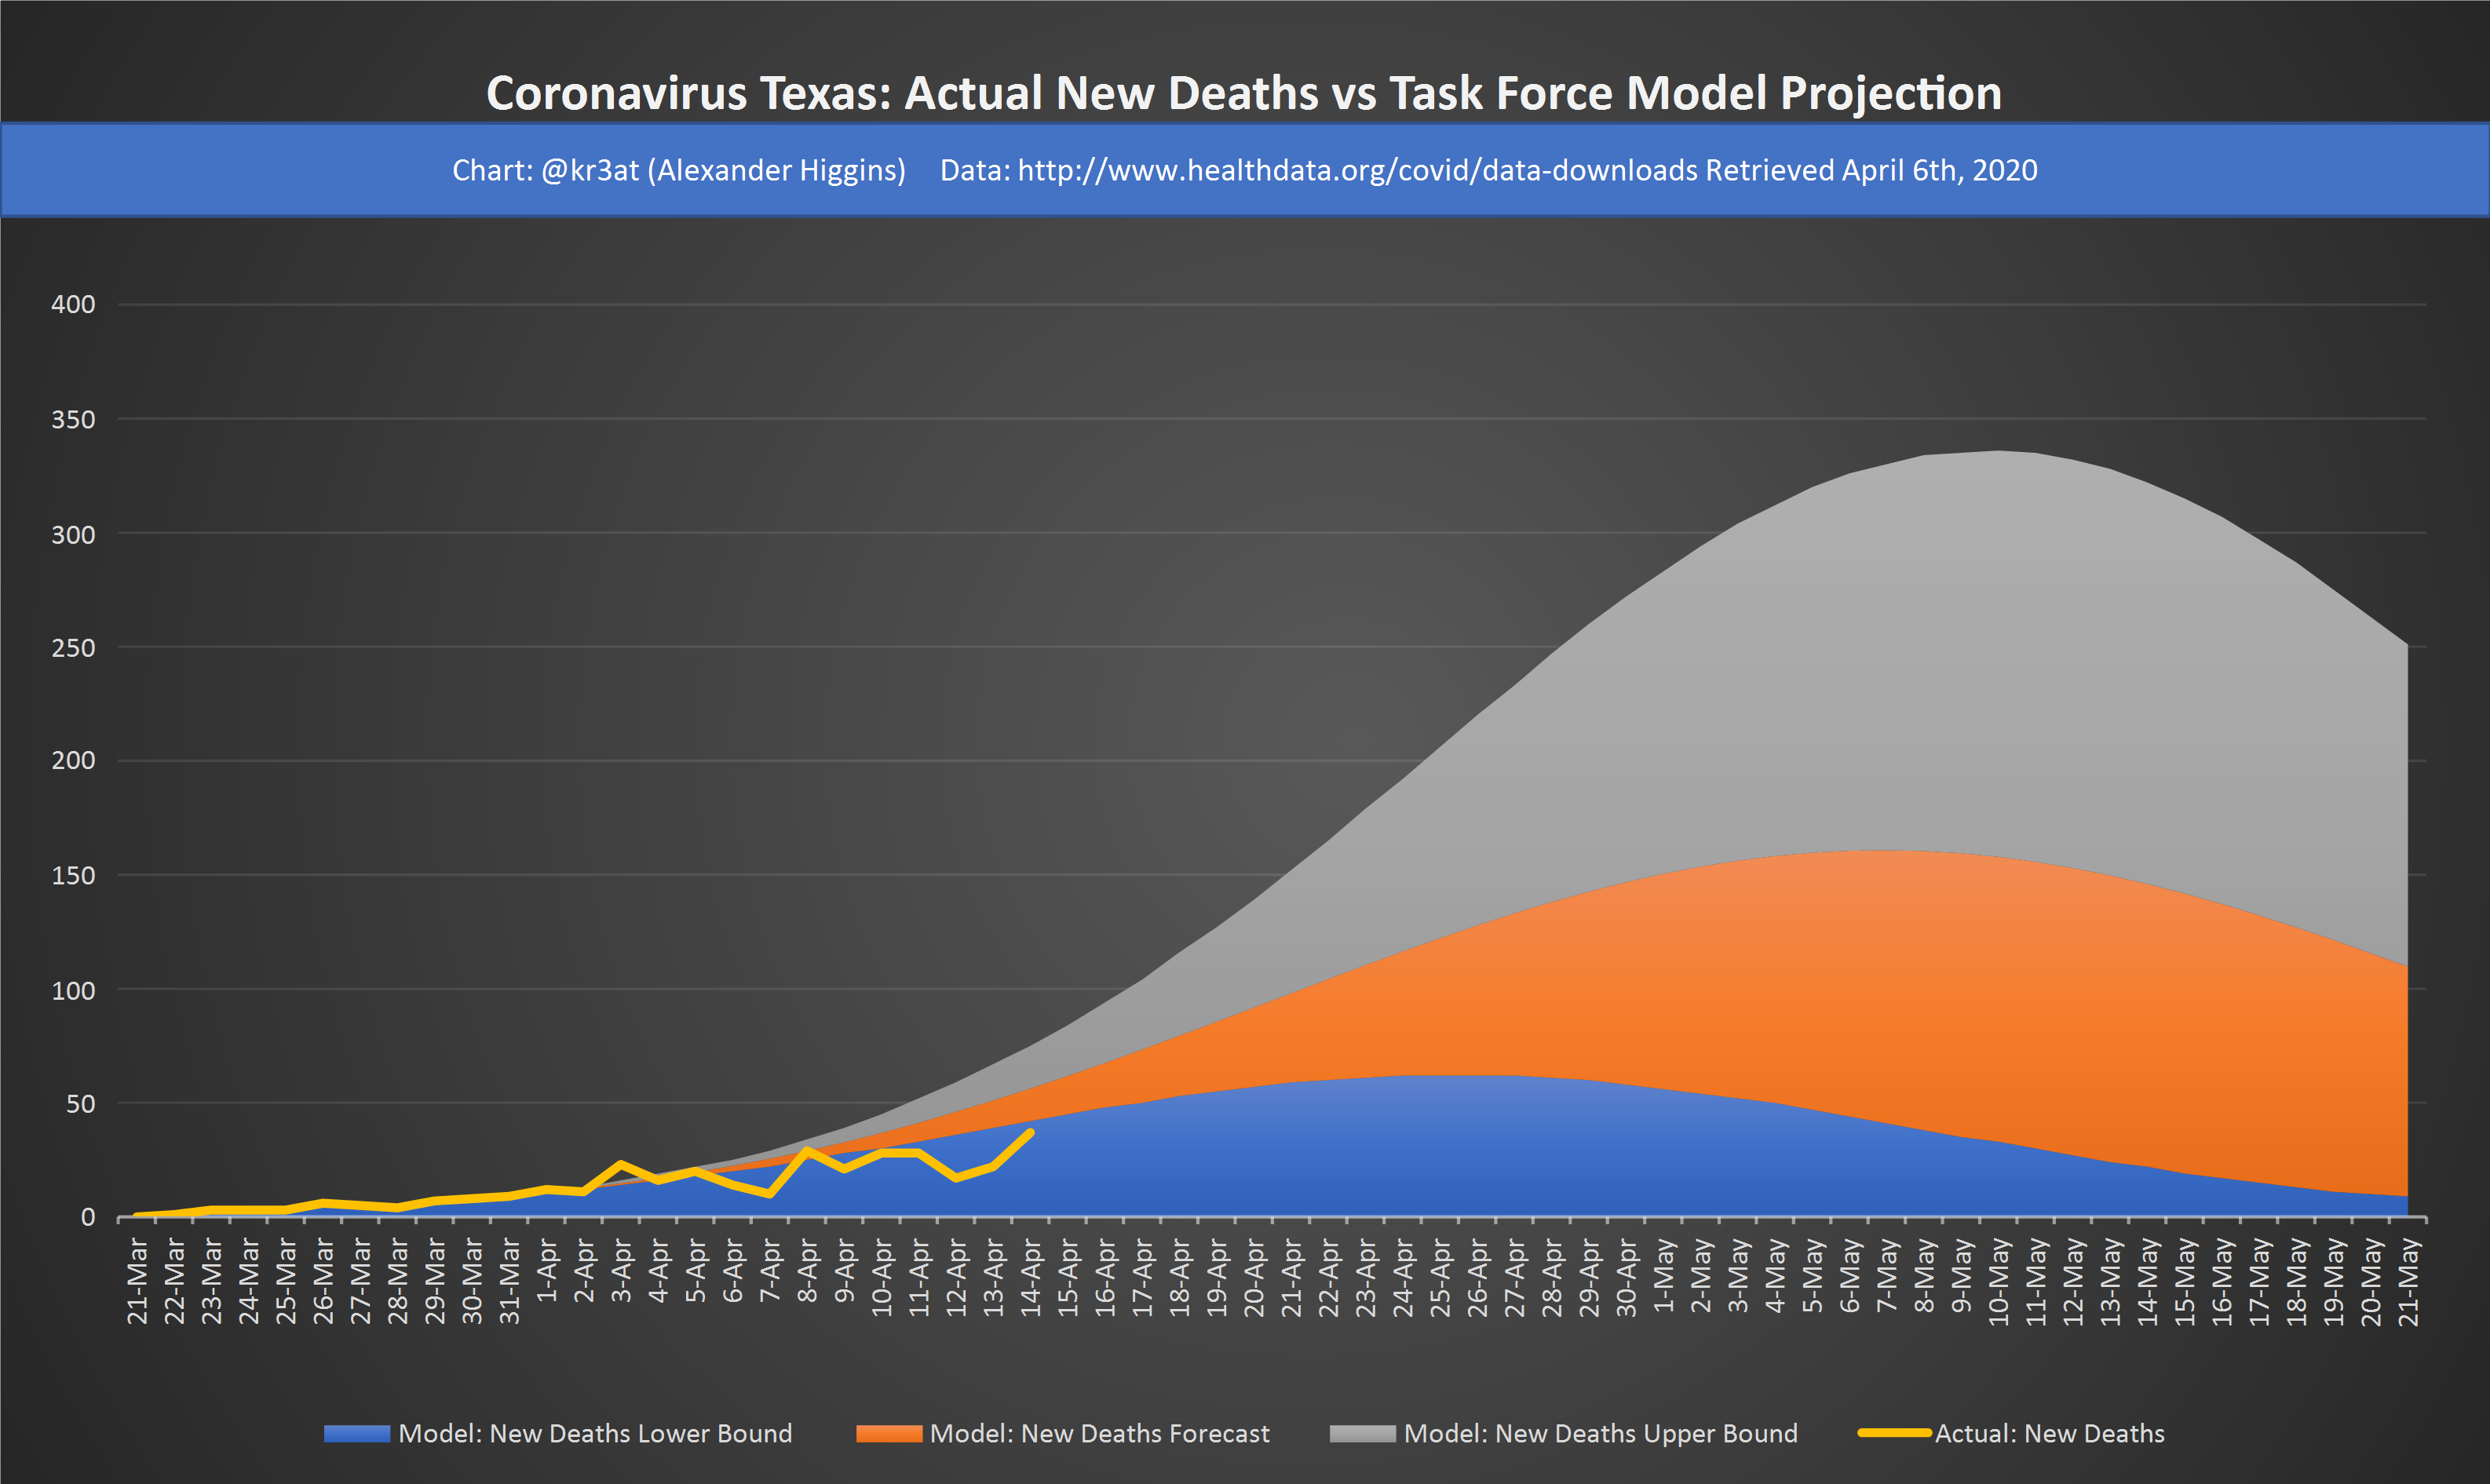 Coronavirus Texas: Actual New Deaths vs Task Force Model Projection
Chart: @kr3at (Alexander Higgins)    Data: http://www.healthdata.org/covid/data-downloads Retrieved April 6th, 2020
400
350
300
250
200
150
100
50
0
21-Mar
22-Mar
23-Mar
24-Mar
25-Mar
26-Mar
27-Mar
28-Mar
29-Mar
30-Mar
31-Mar
1-Apr
2-Apr
3-Apr
4-Apr
5-Apr
6-Apr
7-Apr
8-Apr
9-Apr
10-Apr
11-Apr
12-Apr
13-Apr
14-Apr
15-Apr
16-Apr
17-Apr
18-Apr
19-Apr
20-Apr
21-Apr
22-Apr
23-Apr
24-Apr
25-Apr
26-Apr
27-Apr
28-Apr
29-Apr
30-Apr
1-May
2-May
3-May
4-May
5-May
6-May
7-May
8-May
9-May
10-May
11-May
12-May
13-May
14-May
15-May
16-May
17-May
18-May
19-May
20-May
21-May
Model: New Deaths Lower Bound
Model: New Deaths Forecast
Model: New Deaths Upper Bound
Actual: New Deaths